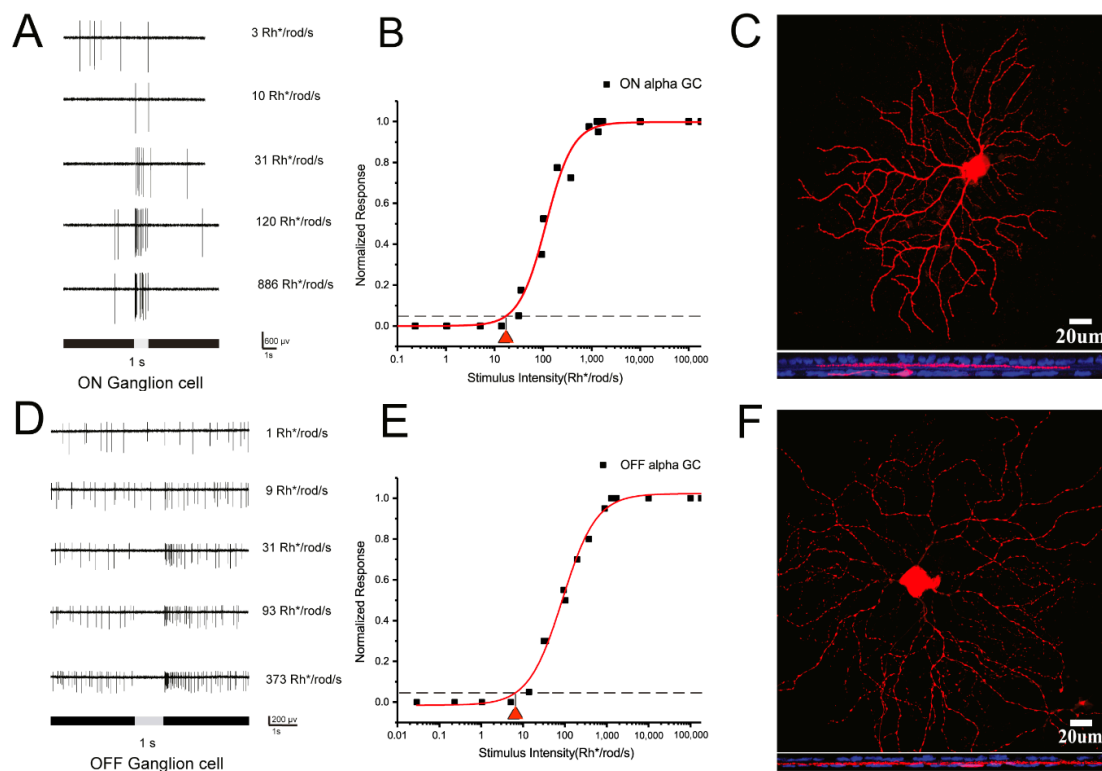 A
3 Rh*/rod/s
10 Rh*/rod/s
31 Rh*/rod/s
120 Rh*/rod/s
886 Rh*/rod/s
1 s
600 μv
1s
ON Ganglion cell
B
ON alpha GC
Normalized Response
1.0
0.8
0.6
0.4
0.2
0.0
0.1
1
10
100
1,000
10,000
100,000
Stimulus Intensity(Rh*/rod/s)
C
20um
D
1 Rh*/rod/s
9 Rh*/rod/s
31 Rh*/rod/s
93 Rh*/rod/s
373 Rh*/rod/s
1 s
200 μv
1s
OFF Ganglion cell
E
OFF alpha GC
Normalized Response
1.0
0.8
0.6
0.4
0.2
0.0
0.01
0.1
1
10
100
1,000
10,000
100,000
Stimulus Intensity(Rh*/rod/s)
F
20um